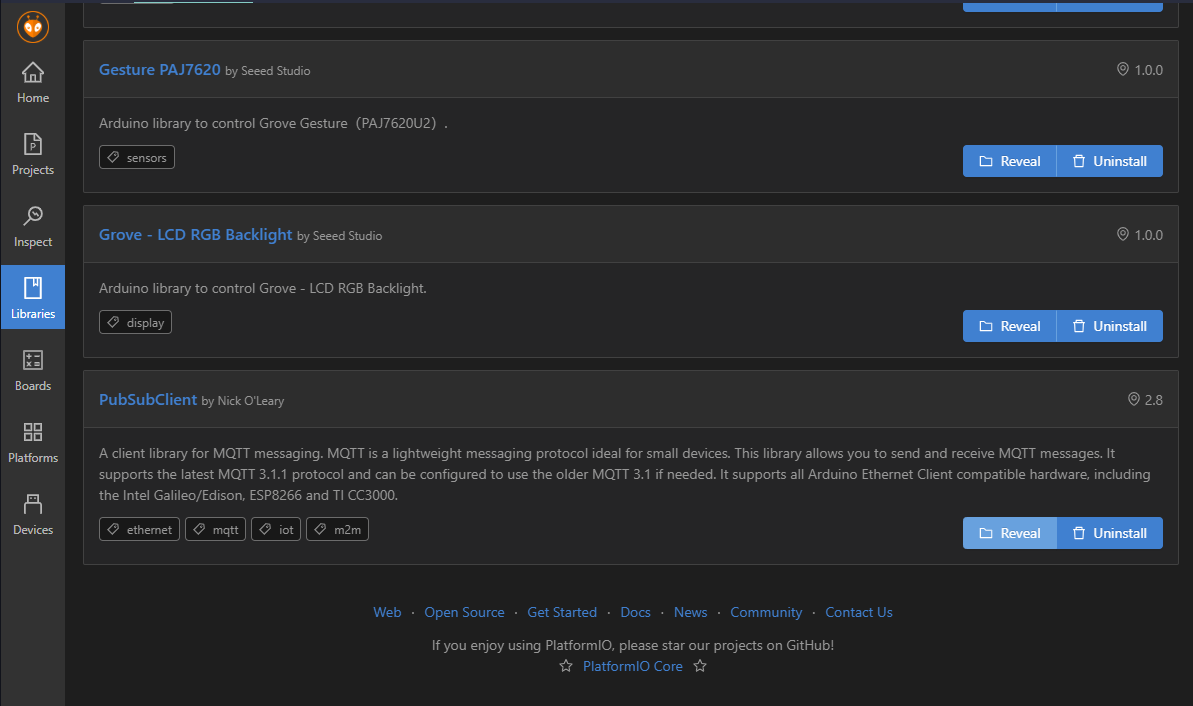 Home
Projects
Inspect
Libraries
Boards
Platforms
Devices
Gesture PAJ7620 by Seeed Studio
1.0.0
Arduino library to control Grove Gesture（PAJ7620U2）.
sensors
Reveal
Uninstall
Grove - LCD RGB Backlight by Seeed Studio
1.0.0
Arduino library to control Grove - LCD RGB Backlight.
display
Reveal
Uninstall
PubSubClient by Nick O'Leary
2.8
A client library for MQTT messaging. MQTT is a lightweight messaging protocol ideal for small devices. This library allows you to send and receive MQTT messages. It
supports the latest MQTT 3.1.1 protocol and can be configured to use the older MQTT 3.1 if needed. It supports all Arduino Ethernet Client compatible hardware, including
the Intel Galileo/Edison, ESP8266 and TI CC3000.
ethernet mqtt iot m2m
Reveal
Uninstall
Web · Open Source · Get Started · Docs · News · Community · Contact Us
If you enjoy using PlatformIO, please star our projects on GitHub!
☆ PlatformIO Core ☆